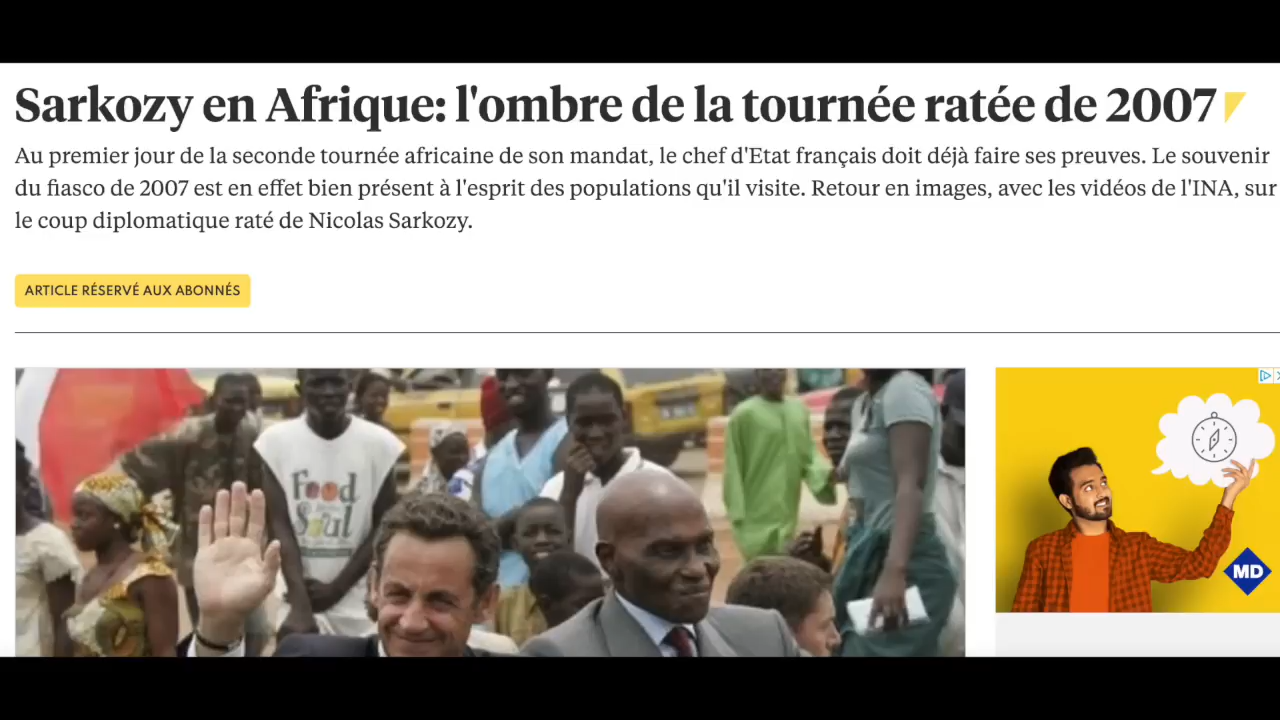 Sarkozy en Afrique: l'ombre de la tournée ratée de 2007
Au premier jour de la seconde tournée africaine de son mandat, le chef d'Etat français doit déjà faire ses preuves. Le souvenir
du fiasco de 2007 est en effet bien présent à l'esprit des populations qu'il visite. Retour en images, avec les vidéos de l'INA, sur
le coup diplomatique raté de Nicolas Sarkozy.
ARTICLE RÉSERVÉ AUX ABONNÉS
Food
Soul
MD